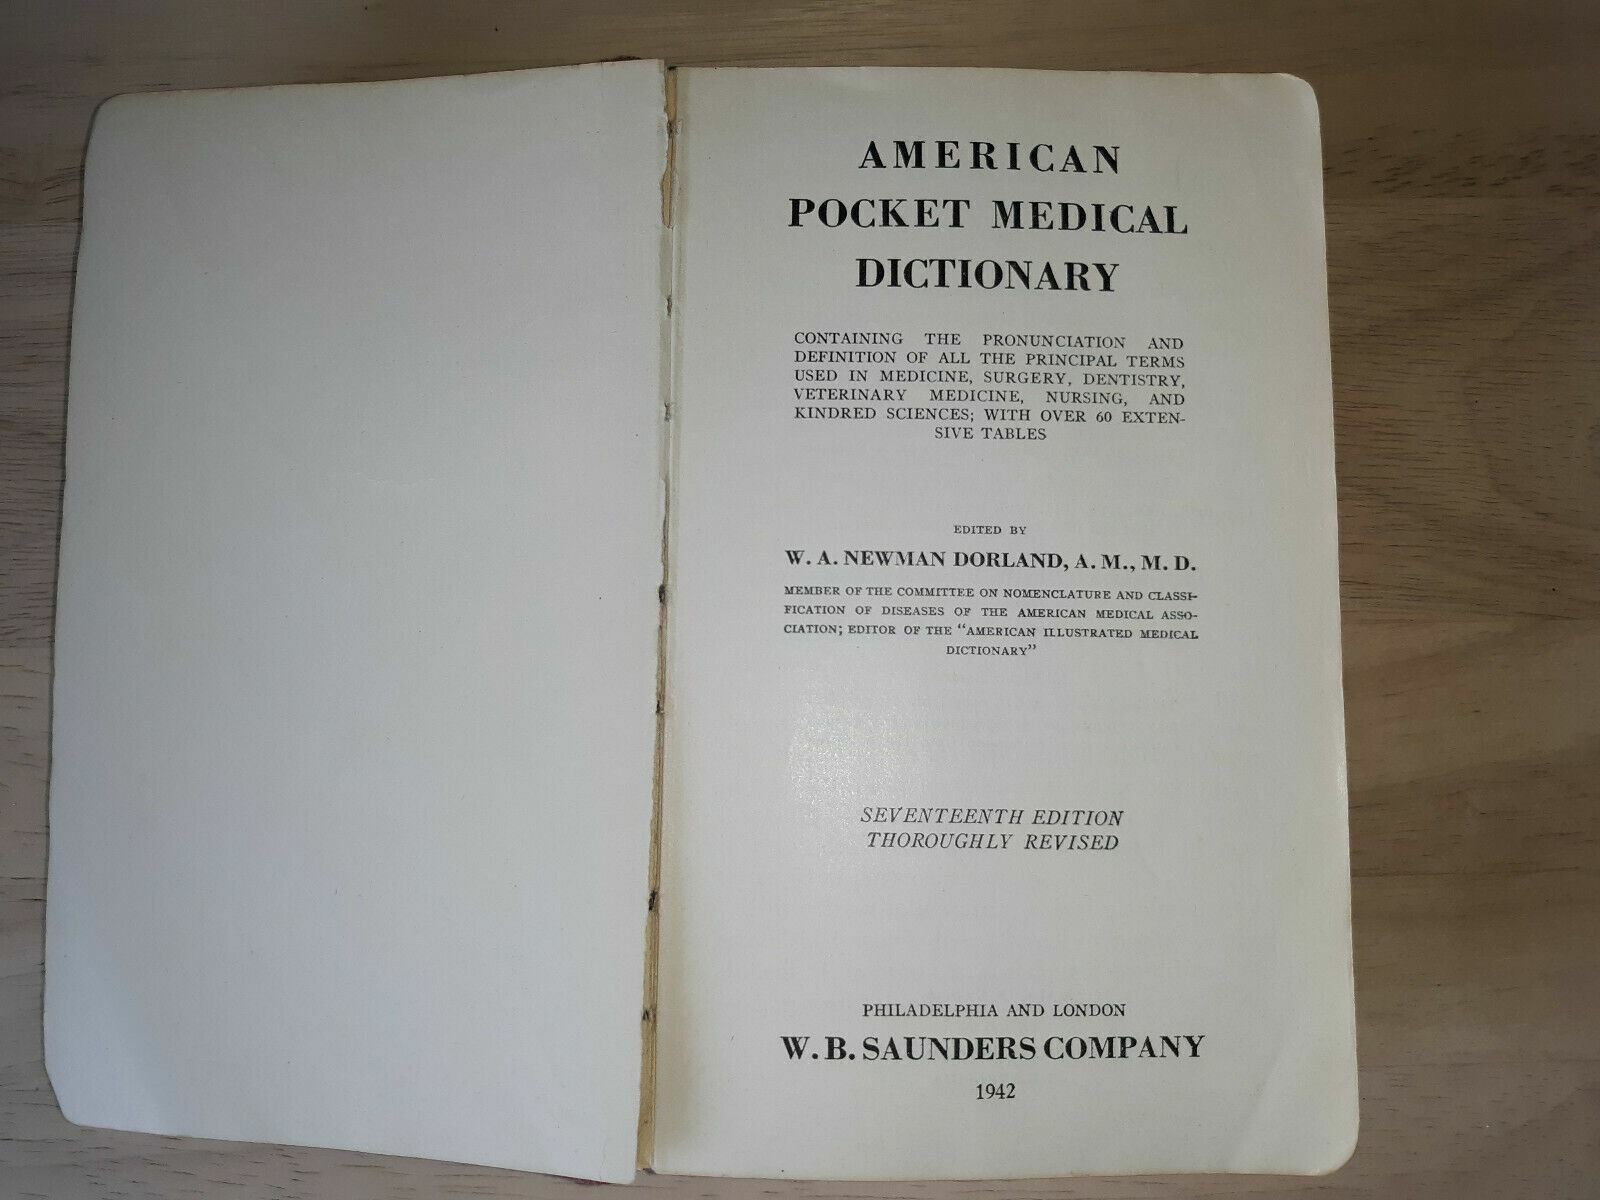 AMERICAN
POCKET MEDICAL
DICTIONARY
CONTAINING THE PRONUNCIATION AND
DEFINITION OF ALL THE PRINCIPAL TERMS
USED IN MEDICINE, SURGERY, DENTISTRY,
VETERINARY MEDICINE, NURSING, AND
KINDRED SCIENCES; WITH OVER 60 EXTEN-
SIVE TABLES
EDITED BY
W. A. NEWMAN DORLAND, A. M., M. D.
MEMBER OF THE COMMITTEE ON NOMENCLATURE AND CLASSI-
FICATION OF DISEASES OF THE AMERICAN MEDICAL ASSO-
CIATION; EDITOR OF THE "AMERICAN ILLUSTRATED MEDICAL
DICTIONARY"
SEVENTEENTH EDITION
THOROUGHLY REVISED
PHILADELPHIA AND LONDON
W. B. SAUNDERS COMPANY
1942